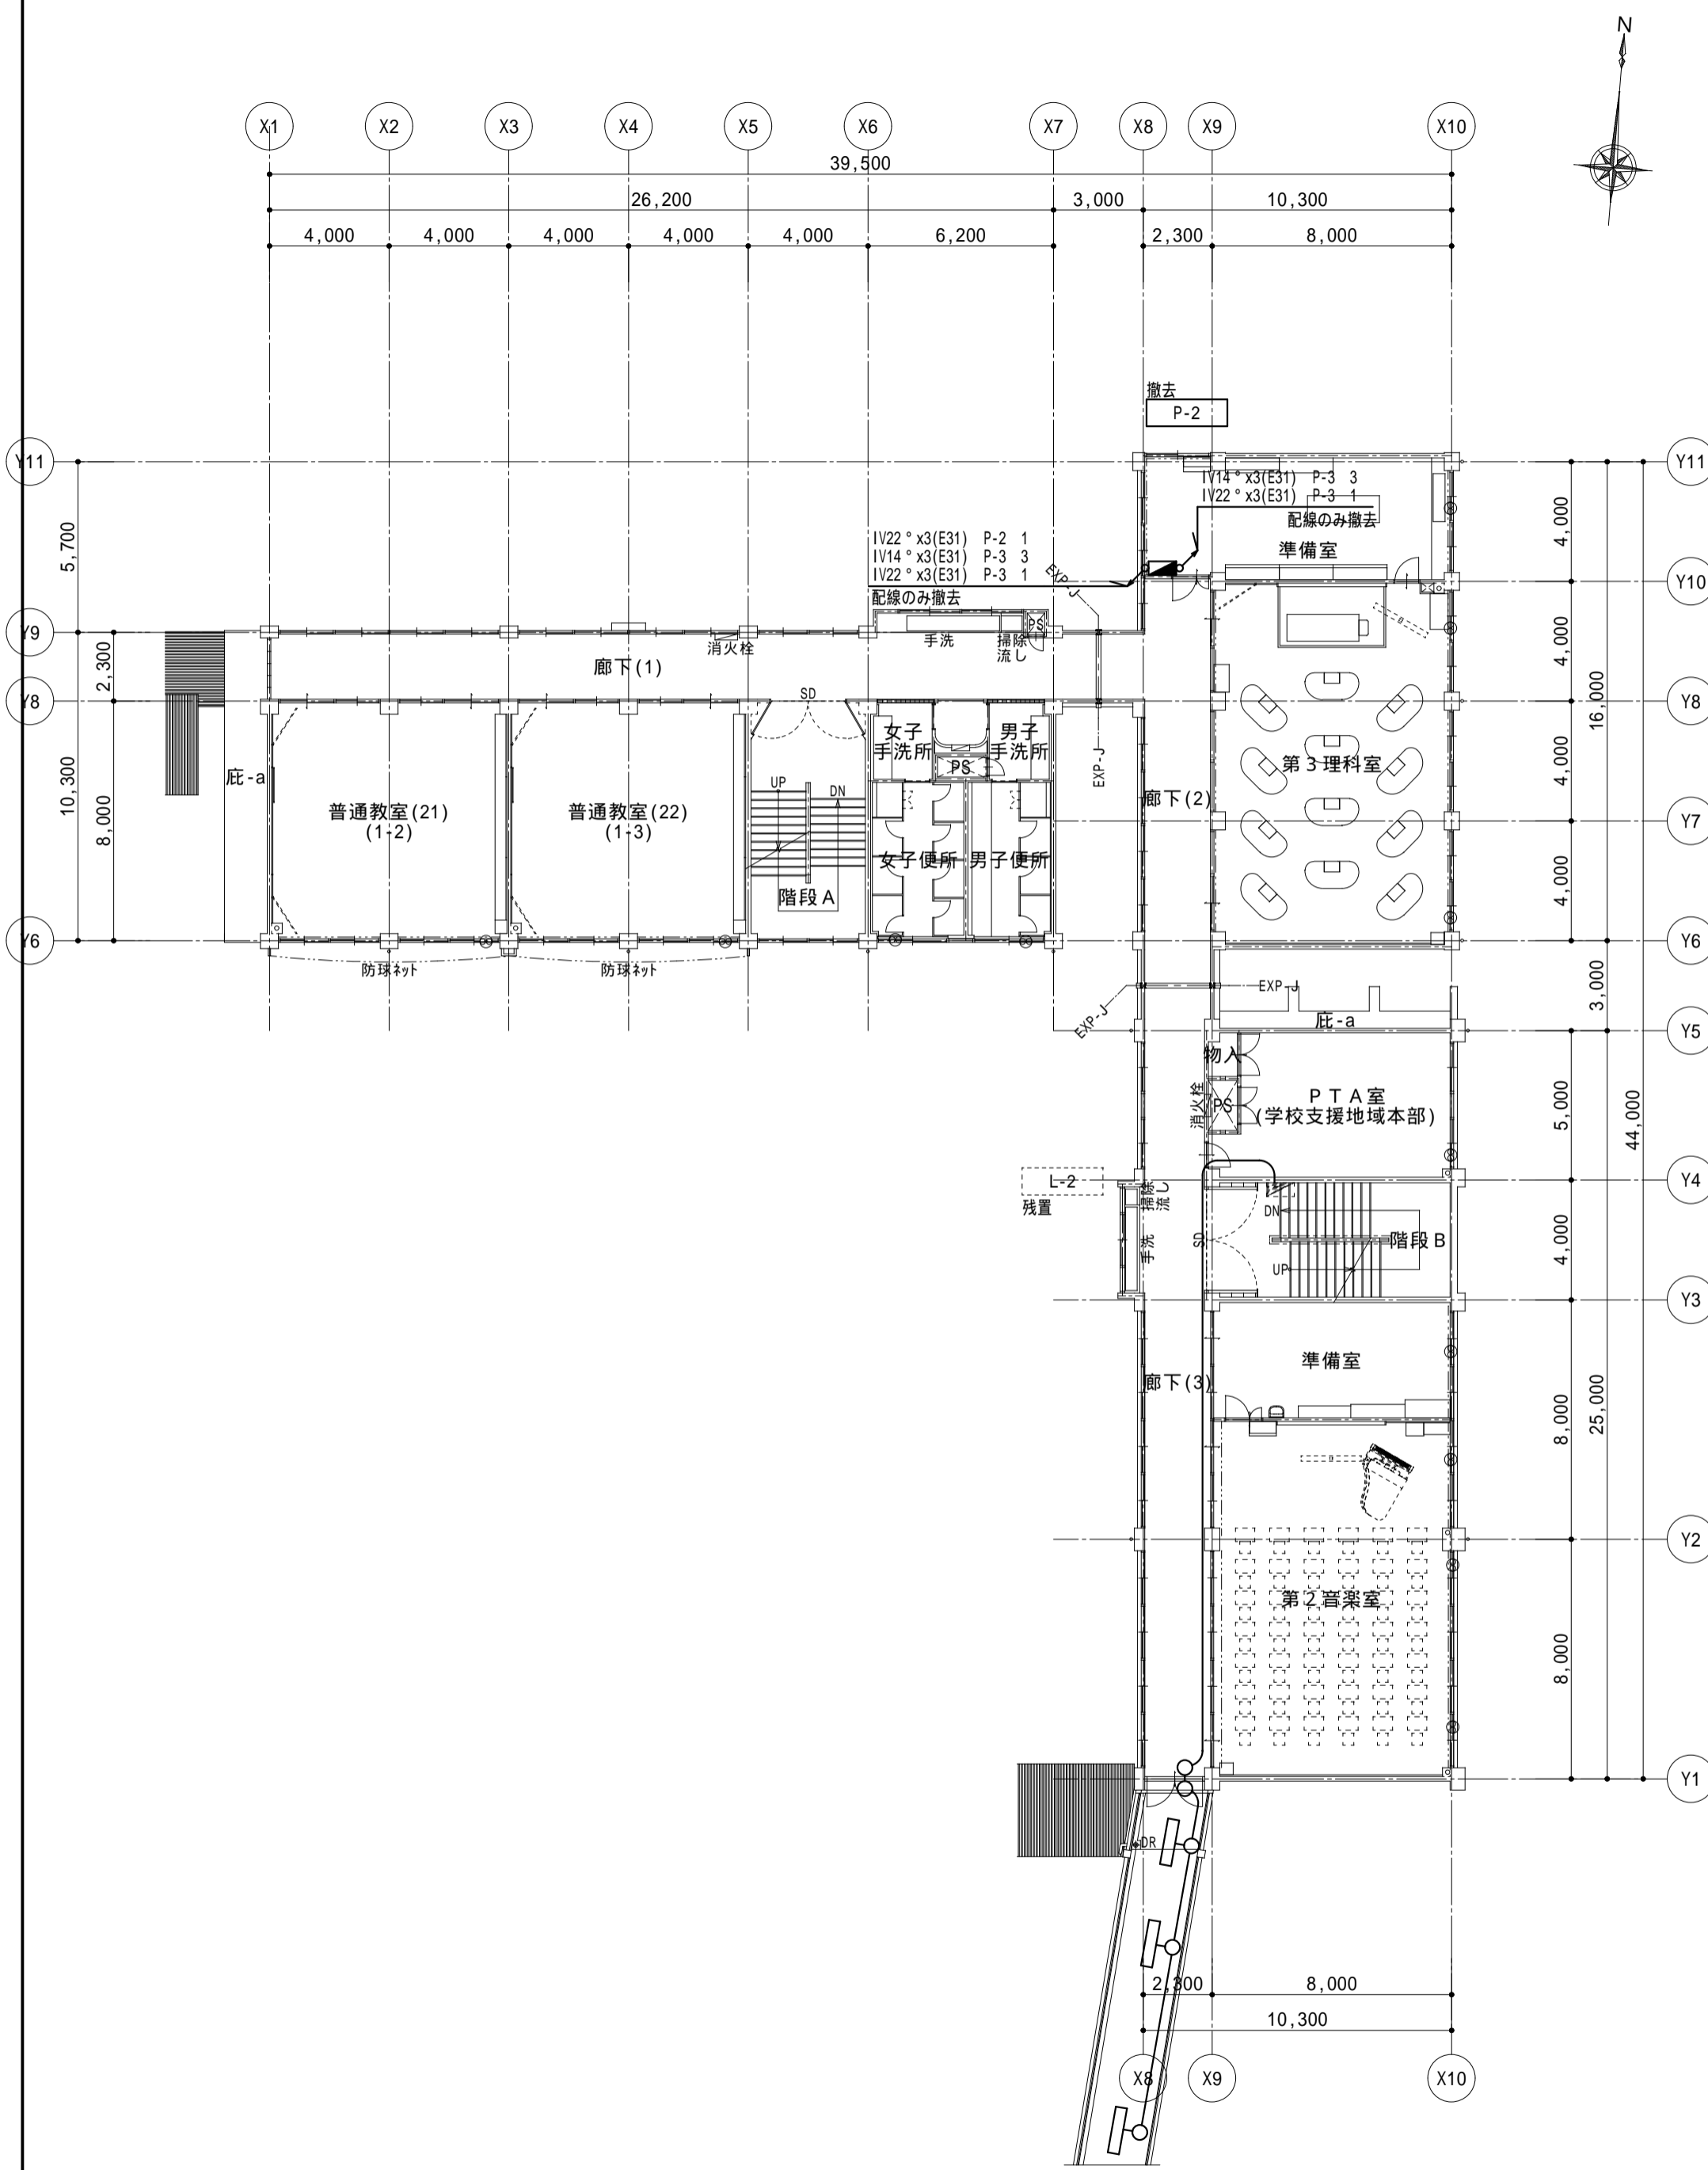 N
X1
X2
X3
X4
X5
X6
X7
X8
X9
X10
39,500
26,200
3,000
10,300
4,000
4,000
4,000
4,000
4,000
6,200
2,300
8,000
撤去
P-2
Y11
Y11
IV14°x3(E31) P-3 3
IV22°x3(E31) P-3 1
配線のみ撤去
準備室
IV22°x3(E31) P-2 1
IV14°x3(E31) P-3 3
IV22°x3(E31) P-3 1
配線のみ撤去
EXP-J
5,700
4,000
Y10
Y9
PS
手洗
掃除
流し
消火栓
廊下(1)
2,300
4,000
16,000
Y8
SD
Y8
女子
手洗所
男子
手洗所
PS
EXP-J
庇-a
10,300
8,000
普通教室(21)
(1-2)
普通教室(22)
(1-3)
UP
DN
階段A
女子便所
男子便所
廊下(2)
第3理科室
4,000
Y7
4,000
Y6
防球ネット
防球ネット
Y6
EXP-J
EXP-J
3,000
庇-a
Y5
物入
PS
消火栓
PTA室
(学校支援地域本部)
5,000
44,000
L-2
残置
掃除
流し
Y4
DN
手洗
SD
階段B
UP
4,000
Y3
準備室
廊下(3)
8,000
25,000
Y2
第2音楽室
8,000
Y1
DR
2,300
8,000
10,300
X8
X9
X10